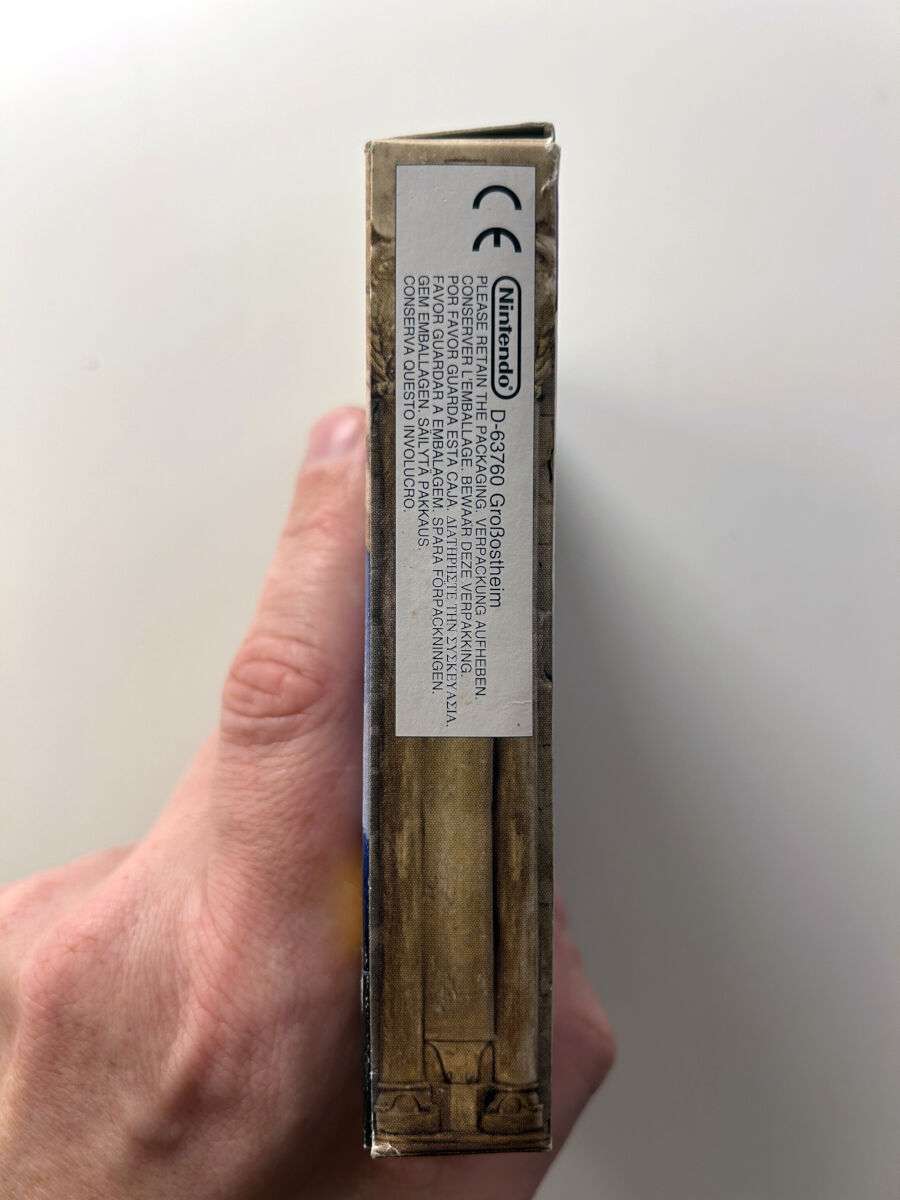 CE
Nintendo® D-63760 Großostheim
PLEASE RETAIN THE PACKAGING. VERPACKUNG AUFHEBEN.
CONSERVER L'EMBALLAGE. BEWAAR DEZE VERPAKKING.
POR FAVOR GUARDA ESTA CAJA. ΔΙΑΤΗΡΗΣΤΕ ΤΗΝ ΣΥΣΚΕΥΑΣΙΑ.
FAVOR GUARDAR A EMBALAGEM. SPARA FÖRPACKNINGEN.
GEM EMBALLAGEN. SÄILYTÄ PAKKAUS.
CONSERVA QUESTO INVOLUCRO.